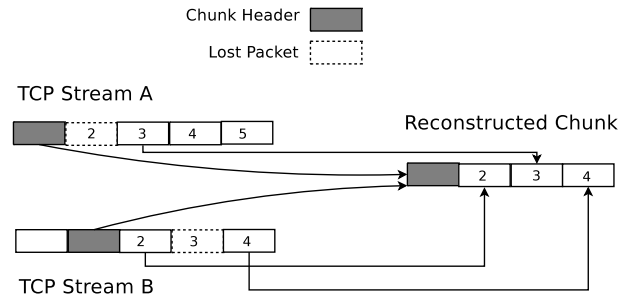 Chunk Header
Lost Packet
TCP Stream A
2 3 4 5
Reconstructed Chunk
2 3 4
2 3 4
TCP Stream B